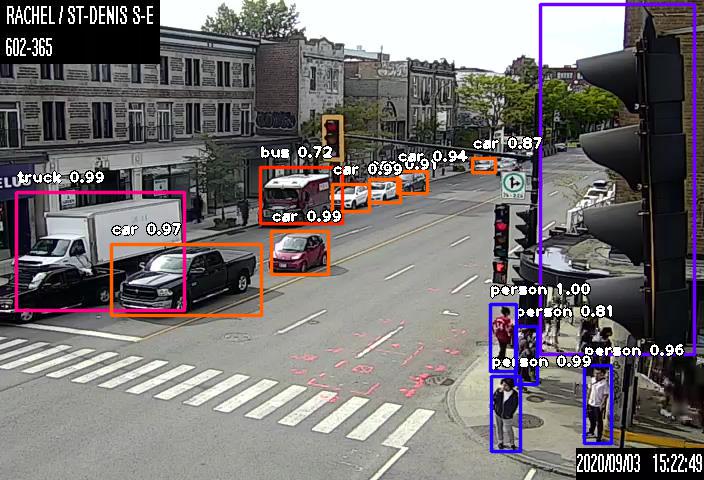 RACHEL / ST-DENIS S-E
602-365
car 0.87
car 0.94
bus 0.72
car 0.99
truck 0.99
car 0.99
car 0.97
person 1.00
person 0.81
person 0.99
person 0.96
2020/09/03 15:22:49